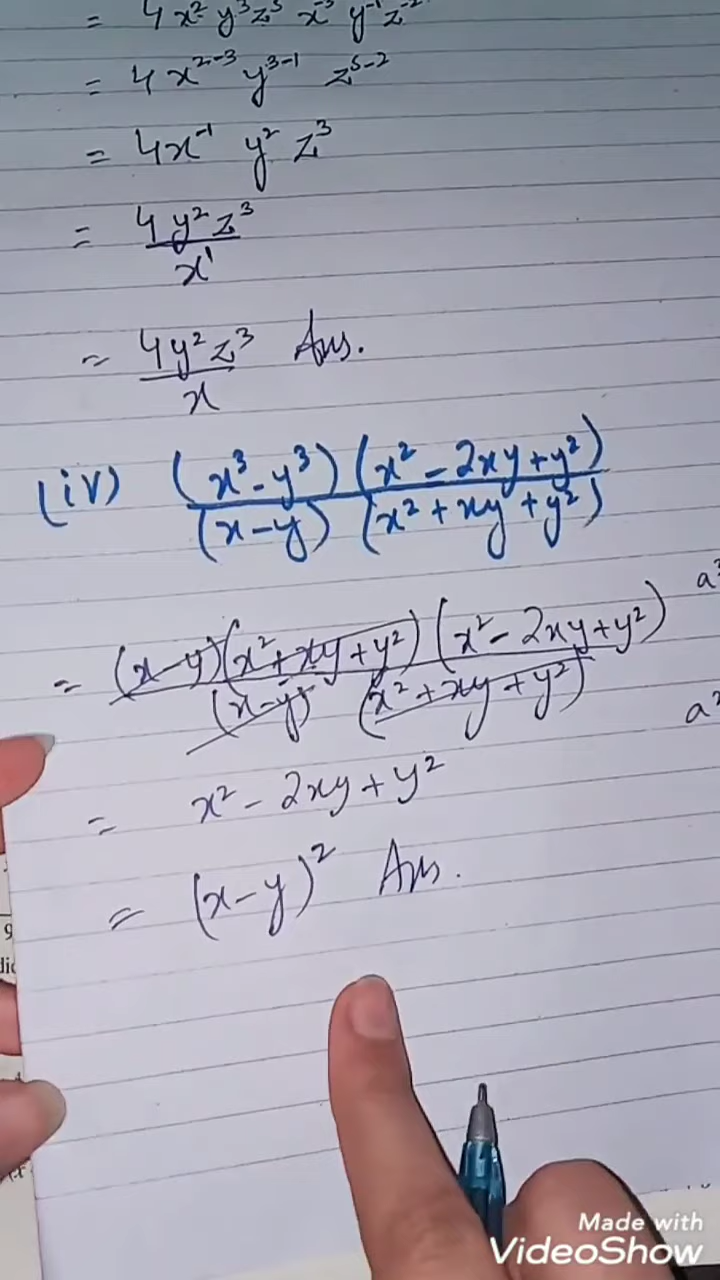 = 4x² y³z⁵ x⁻³ y⁻¹ z⁻²
= 4x²⁻³ y³⁻¹ z⁵⁻²
= 4x⁻¹ y² z³
= 4y²z³ / x¹
= 4y²z³ / x Ans.
(iv) (x³-y³)(x²-2xy+y²) / (x-y)(x²+xy+y²)
= (x-y)(x²+xy+y²)(x²-2xy+y²) / (x-y)(x²+xy+y²)
= x²-2xy+y²
= (x-y)² Ans.
Made with
VideoShow